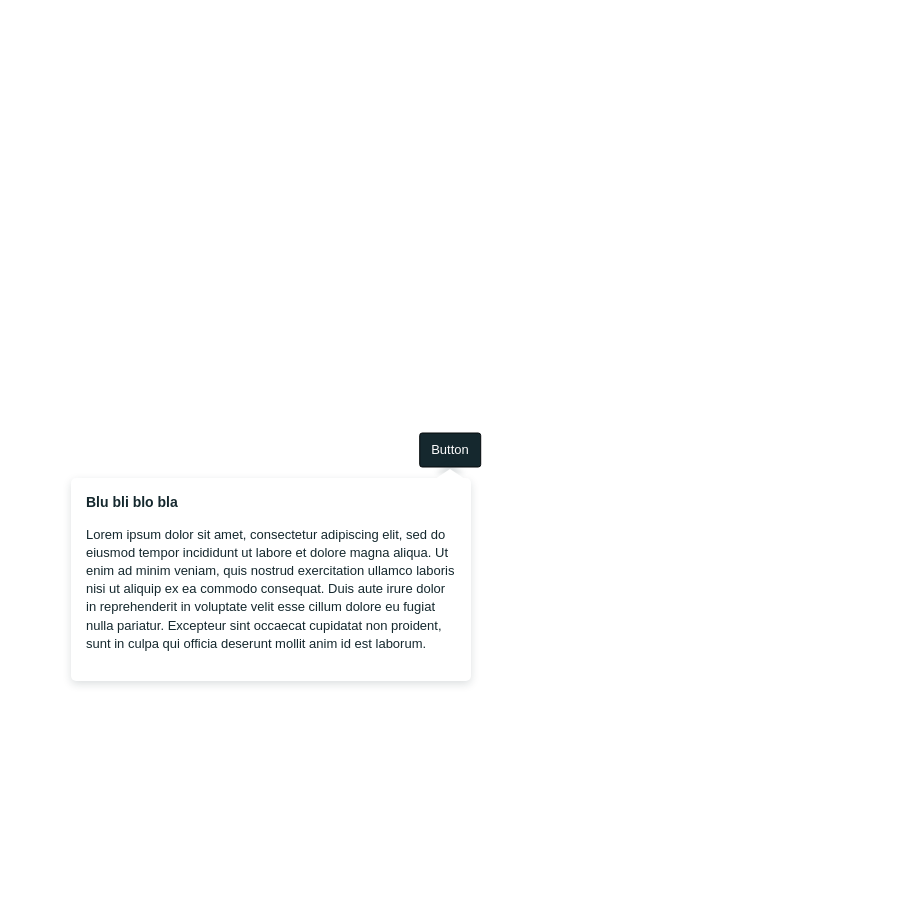 Button
Blu bli blo bla
Lorem ipsum dolor sit amet, consectetur adipiscing elit, sed do
eiusmod tempor incididunt ut labore et dolore magna aliqua. Ut
enim ad minim veniam, quis nostrud exercitation ullamco laboris
nisi ut aliquip ex ea commodo consequat. Duis aute irure dolor
in reprehenderit in voluptate velit esse cillum dolore eu fugiat
nulla pariatur. Excepteur sint occaecat cupidatat non proident,
sunt in culpa qui officia deserunt mollit anim id est laborum.